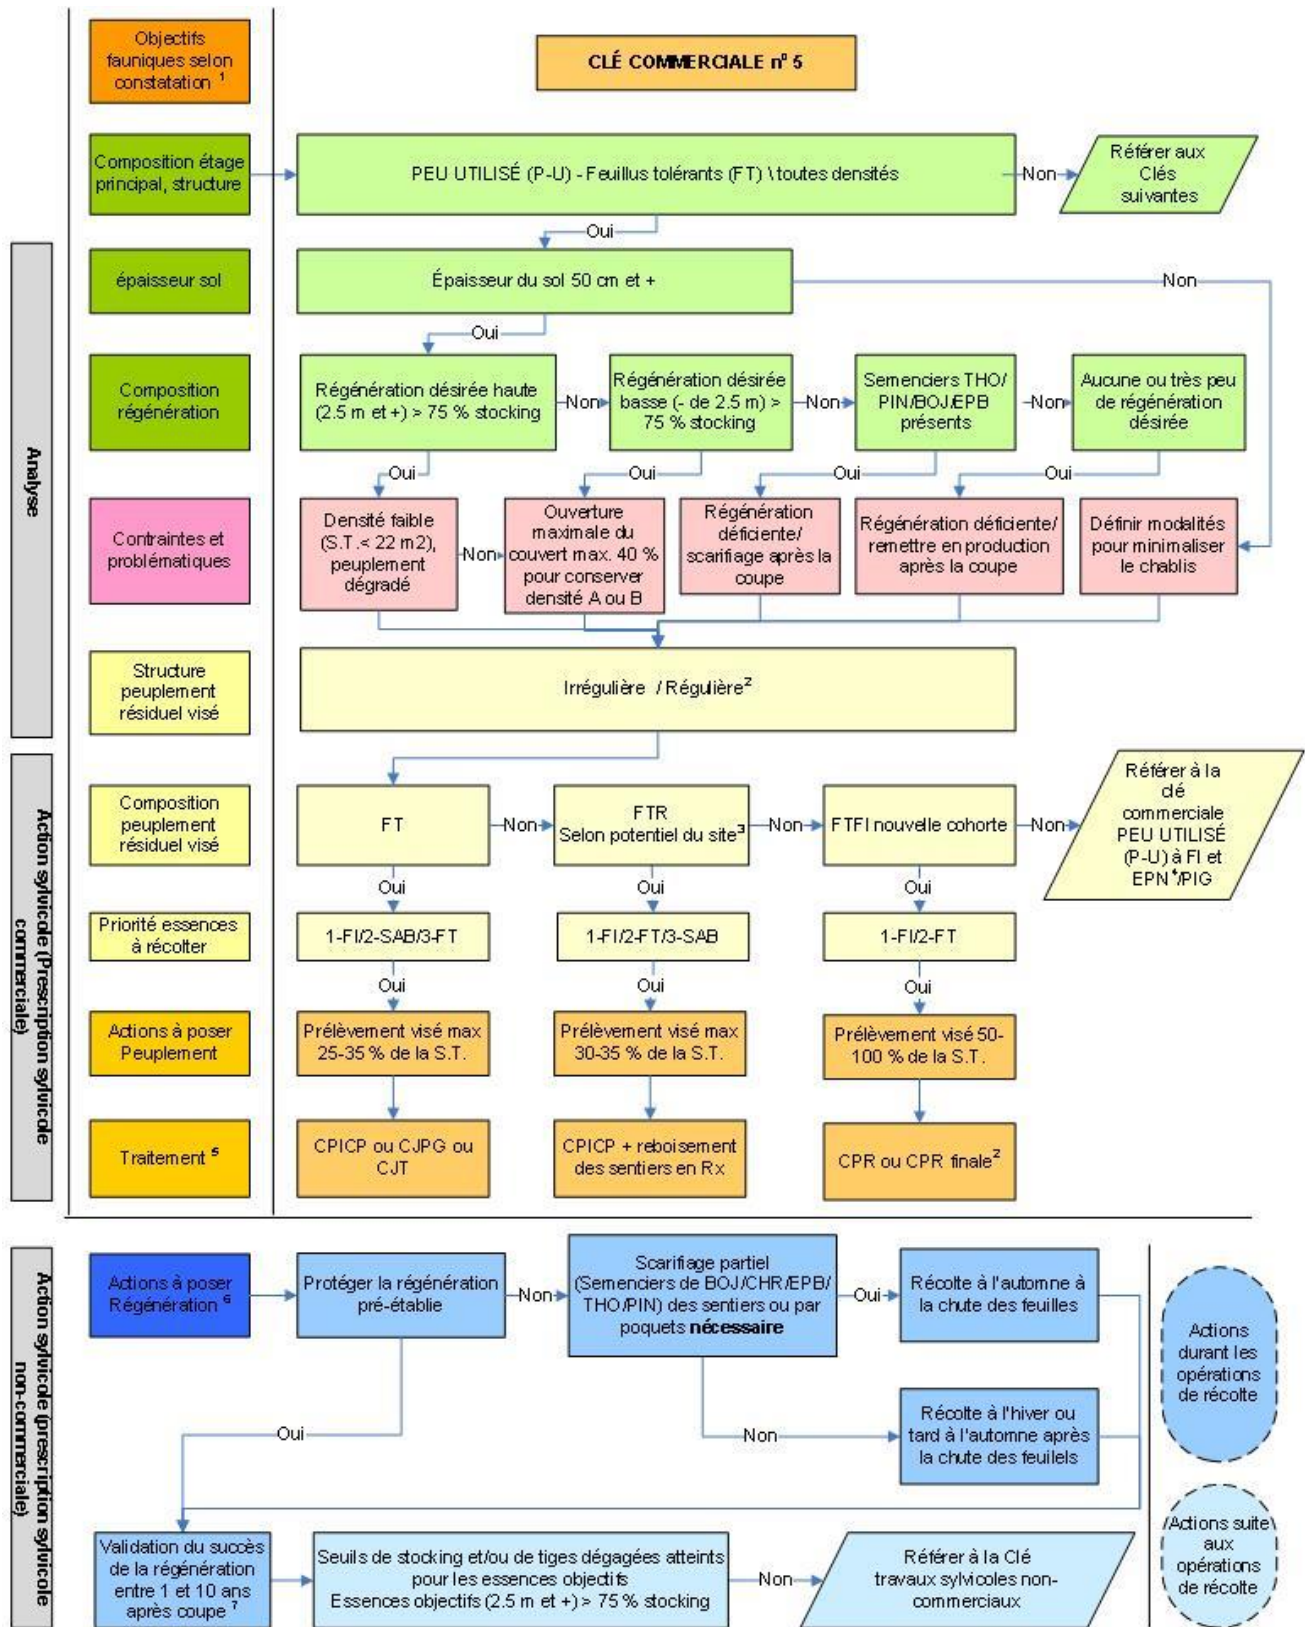 Objectifs
fauniques selon
constatation ¹
CLÉ COMMERCIALE n° 5
Composition étage
principal, structure
PEU UTILISÉ (P-U) - Feuillus tolérants (FT) \ toutes densités
Non
Référer aux
Clés
suivantes
Oui
Analyse
épaisseur sol
Épaisseur du sol 50 cm et +
Non
Oui
Composition
régénération
Régénération désirée haute
(2.5 m et +) > 75 % stocking
Non
Régénération désirée
basse (- de 2.5 m) >
75 % stocking
Non
Semenciers THO/
PIN/BOJ/EPB
présents
Non
Aucune ou très peu
de régénération
désirée
Oui
Oui
Oui
Oui
Contraintes et
problématiques
Densité faible
(S.T.< 22 m2),
peuplement
dégradé
Non
Ouverture
maximale du
couvert max. 40 %
pour conserver
densité A ou B
Régénération
déficiente/
scarifiage après la
coupe
Régénération déficiente/
remettre en production
après la coupe
Définir modalités
pour minimaliser
le chablis
Structure
peuplement
résiduel visé
Irrégulière / Régulière²
Action sylvicole (Prescription sylvicole
commerciale)
Composition
peuplement
résiduel visé
FT
Non
FTR
Selon potentiel du site³
Non
FTFI nouvelle cohorte
Non
Référer à la
clé
commerciale
PEU UTILISÉ
(P-U) à FI et
EPN⁴/PIG
Oui
Oui
Oui
Priorité essences
à récolter
1-FI/2-SAB/3-FT
1-FI/2-FT/3-SAB
1-FI/2-FT
Oui
Oui
Oui
Actions à poser
Peuplement
Prélèvement visé max
25-35 % de la S.T.
Prélèvement visé max
30-35 % de la S.T.
Prélèvement visé 50-
100 % de la S.T.
Traitement ⁵
CPICP ou CJPG ou
CJT
CPICP + reboisement
des sentiers en Rx
CPR ou CPR finale²
Action sylvicole (prescription sylvicole
non-commerciale)
Actions à poser
Régénération ⁶
Protéger la régénération
pré-établie
Non
Scarifiage partiel
(Semenciers de BOJ/CHR/EPB/
THO/PIN) des sentiers ou par
poquets nécessaire
Oui
Récolte à l'automne à
la chute des feuilles
Actions
durant les
opérations
de récolte
Oui
Non
Récolte à l'hiver ou
tard à l'automne après
la chute des feuilels
Validation du succès
de la régénération
entre 1 et 10 ans
après coupe ⁷
Seuils de stocking et/ou de tiges dégagées atteints
pour les essences objectifs
Essences objectifs (2.5 m et +) > 75 % stocking
Non
Référer à la Clé
travaux sylvicoles non-
commerciaux
Actions suite
aux
opérations
de récolte